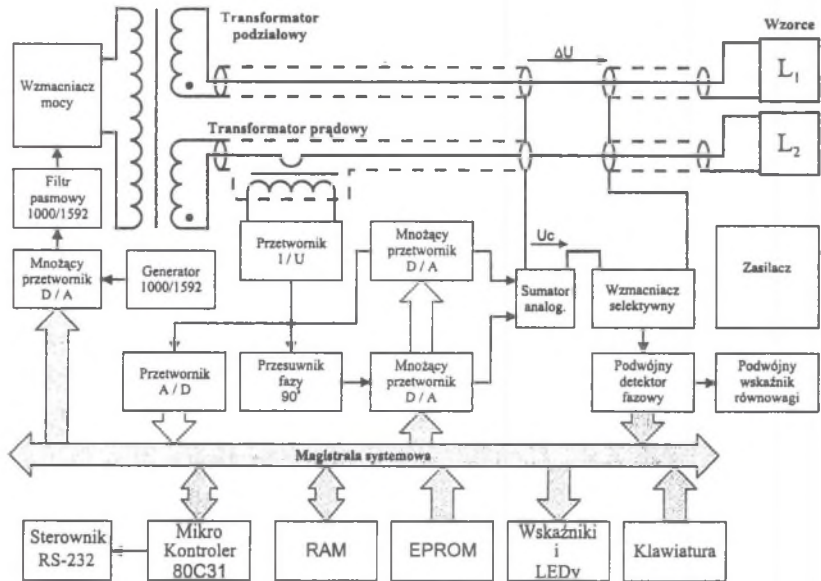 Transformator
podziałowy
Wzorce
Wzmacniacz
mocy
ΔU
L1
Transformator prądowy
L2
Filtr
pasmowy
1000/1592
Mnożący
przetwornik
D / A
Generator
1000/1592
Przetwornik
I / U
Mnożący
przetwornik
D / A
Uc
Sumator
analog.
Wzmacniacz
selektywny
Zasilacz
Przetwornik
A / D
Przesuwnik
fazy
90°
Mnożący
przetwornik
D / A
Podwójny
detektor
fazowy
Podwójny
wskaźnik
równowagi
Magistrala systemowa
Sterownik
RS-232
Mikro
Kontroler
80C31
RAM
EPROM
Wskaźniki
i
LEDy
Klawiatura